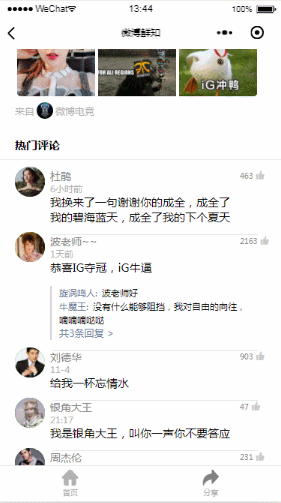 WeChat
13:44
100%
微博鲜知
FOR ALL REGIONS
FNATIC
iG冲鸭
来自 微博电竞
热门评论
杜鹃 463
6小时前
我换来了一句谢谢你的成全，成全了
我的碧海蓝天，成全了我的下个夏天
波老师~~ 2163
1天前
恭喜IG夺冠，iG牛逼
旋涡鸣人: 波老师好
牛魔王: 没有什么能够阻挡，我对自由的向往，
嘀嘀嘀哒哒
共3条回复 >
刘德华 903
11-4
给我一杯忘情水
银角大王 47
21:17
我是银角大王，叫你一声你不要答应
周杰伦 231
首页 分享